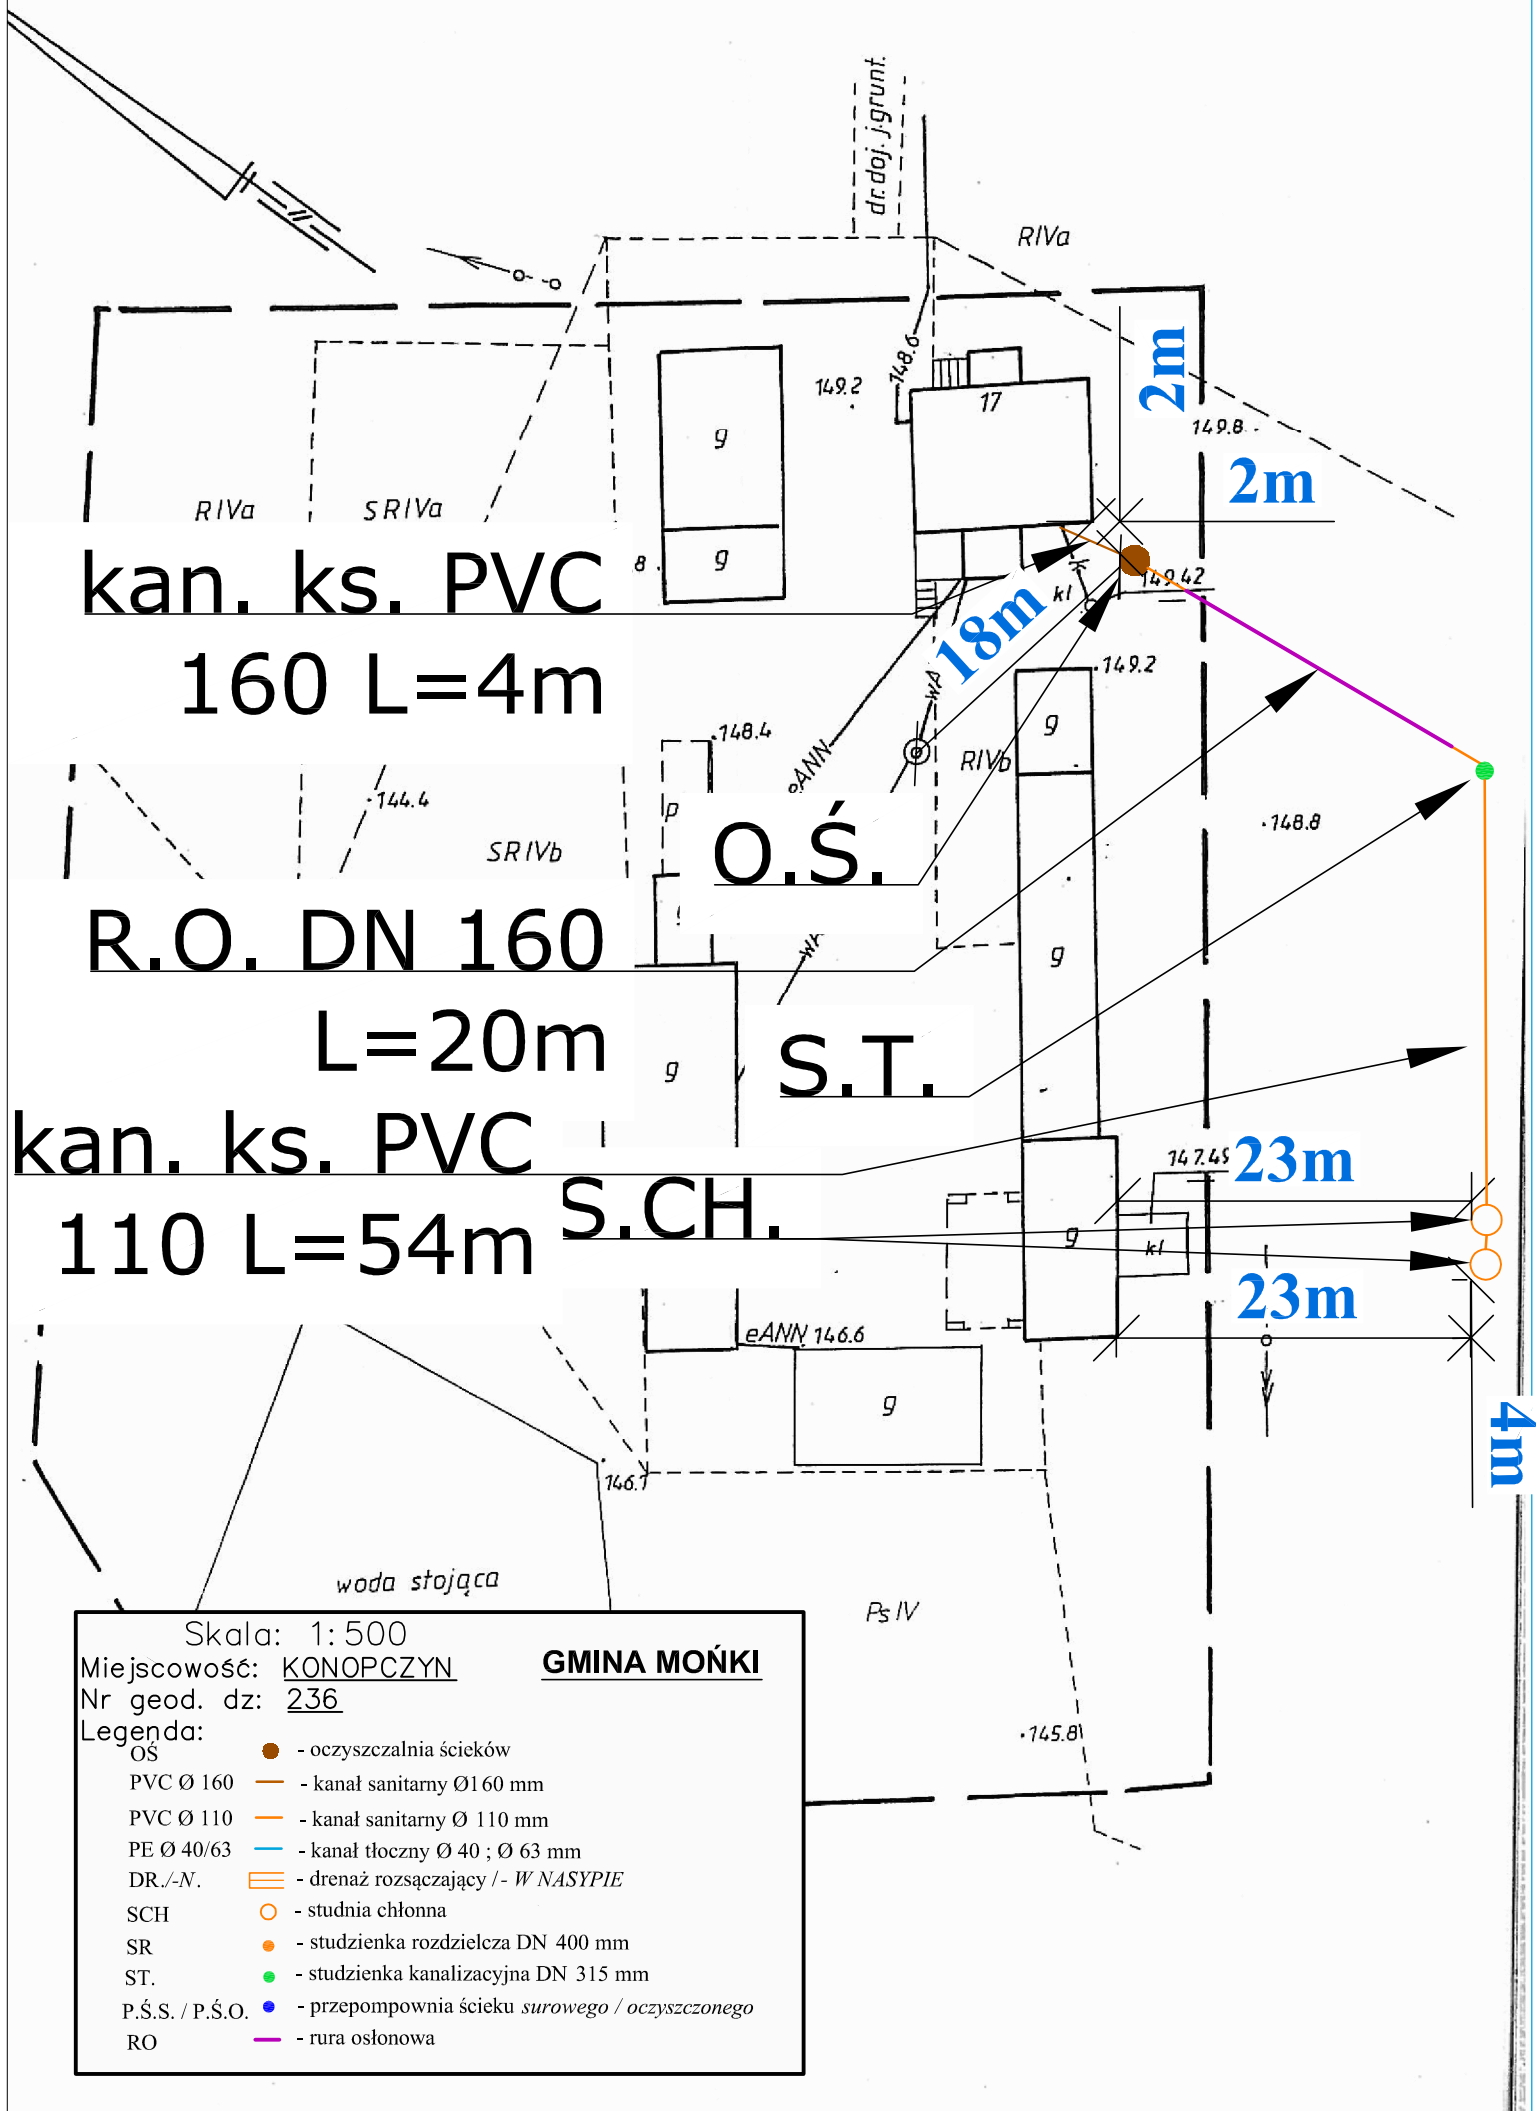 dr. doj. j. grunt.
RIVa
148.6
149.2
17
2m
149.8
g
2m
RIVa
SRIVa
kan. ks. PVC
8
g
149.42
kl
160 L=4m
18m
149.2
wA
148.4
g
eANN
RIVb
144.4
p
148.8
SRIVb
O.Ś.
R.O. DN 160
g
L=20m
g
S.T.
kan. ks. PVC
23m
S.CH.
110 L=54m
g
kl
23m
eANN 146.6
g
4m
146.1
woda stojąca
Ps IV
145.8
Skala: 1:500
Miejscowość: KONOPCZYN GMINA MOŃKI
Nr geod. dz: 236
Legenda:
OŚ - oczyszczalnia ścieków
PVC Ø 160 - kanał sanitarny Ø160 mm
PVC Ø 110 - kanał sanitarny Ø 110 mm
PE Ø 40/63 - kanał tłoczny Ø 40 ; Ø 63 mm
DR./-N. - drenaż rozsączający / - W NASYPIE
SCH - studnia chłonna
SR - studzienka rozdzielcza DN 400 mm
ST. - studzienka kanalizacyjna DN 315 mm
P.Ś.S. / P.Ś.O. - przepompownia ścieku surowego / oczyszczonego
RO - rura osłonowa